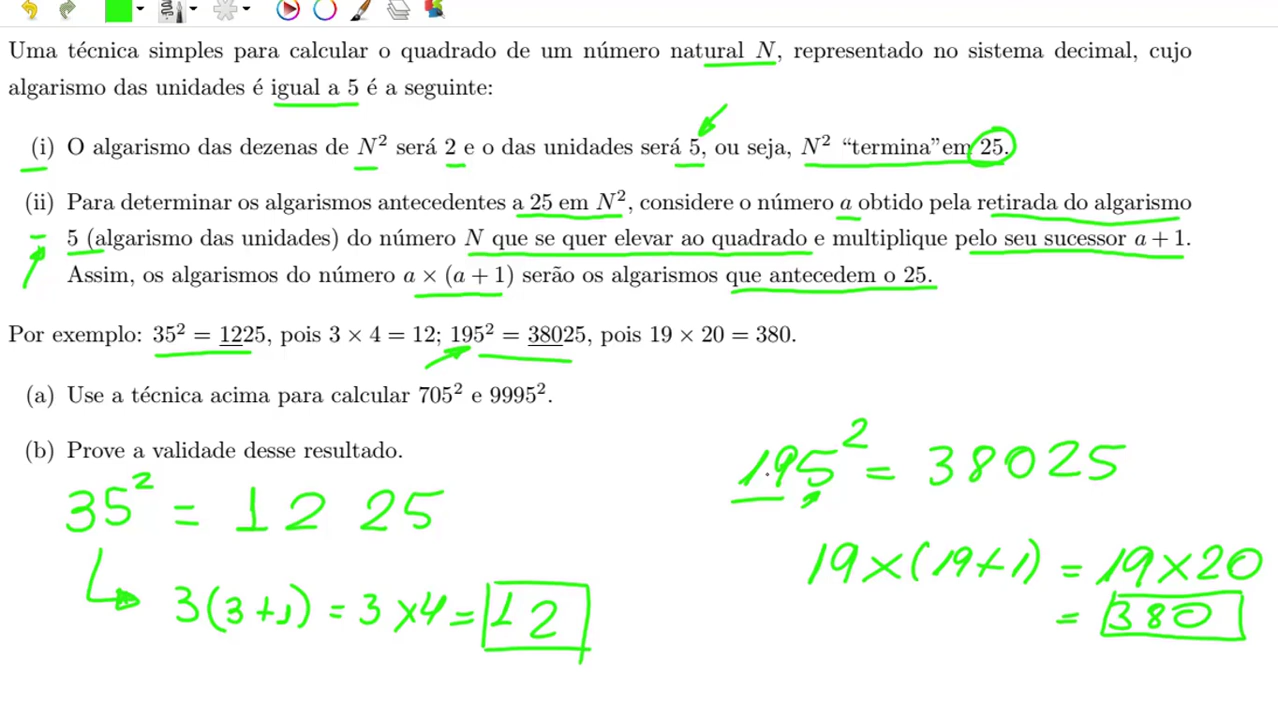 Uma técnica simples para calcular o quadrado de um número natural N, representado no sistema decimal, cujo
algarismo das unidades é igual a 5 é a seguinte:
(i) O algarismo das dezenas de N² será 2 e o das unidades será 5, ou seja, N² “termina”em 25.
(ii) Para determinar os algarismos antecedentes a 25 em N², considere o número a obtido pela retirada do algarismo
5 (algarismo das unidades) do número N que se quer elevar ao quadrado e multiplique pelo seu sucessor a + 1.
Assim, os algarismos do número a × (a + 1) serão os algarismos que antecedem o 25.
Por exemplo: 35² = 1225, pois 3 × 4 = 12; 195² = 38025, pois 19 × 20 = 380.
(a) Use a técnica acima para calcular 705² e 9995².
(b) Prove a validade desse resultado.
35² = 12 25
3(3+1) = 3×4 = 12
195² = 38025
19×(19+1) = 19×20
= 380